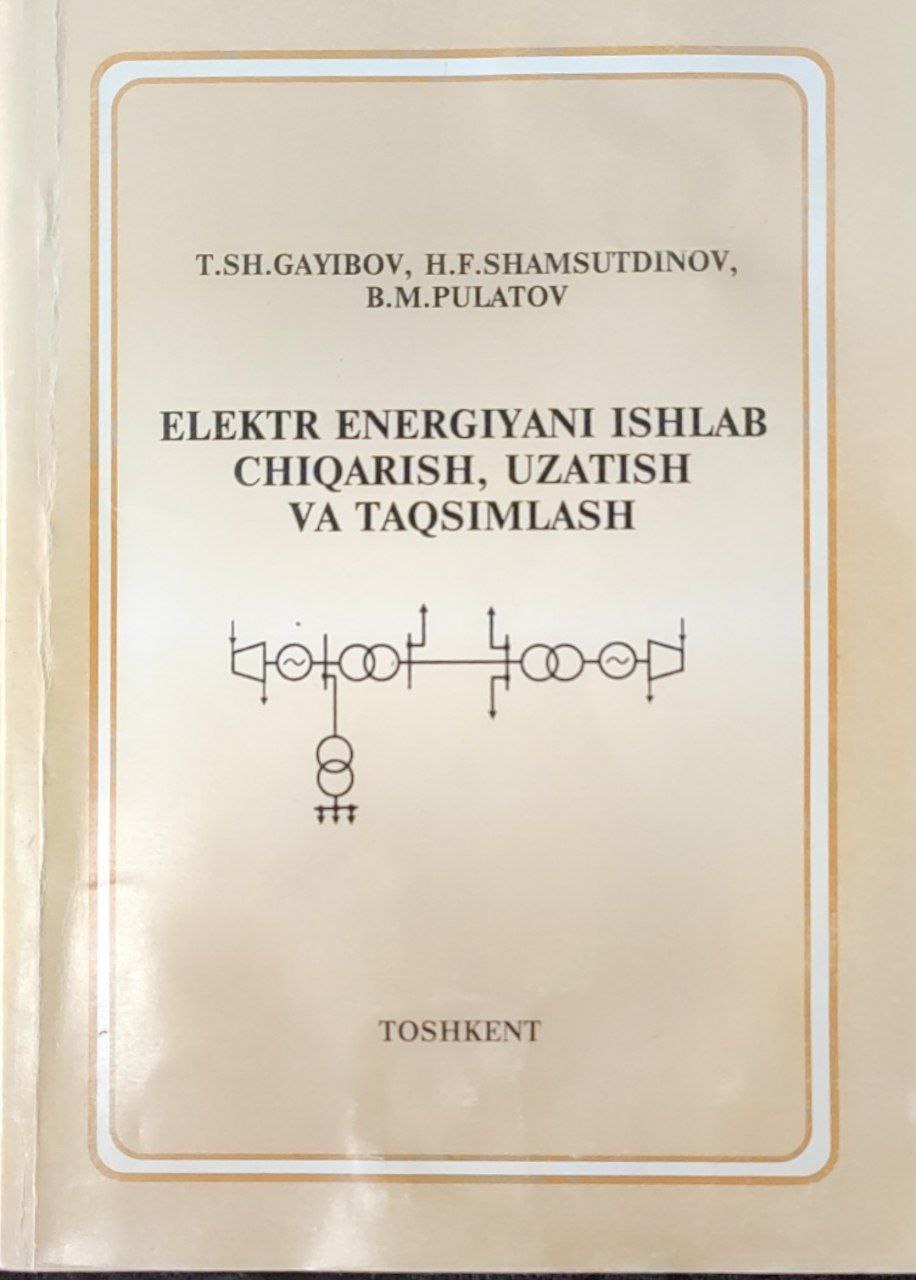 T.SH.GAYIBOV, H.F.SHAMSUTDINOV,
B.M.PULATOV
ELEKTR ENERGIYANI ISHLAB
CHIQARISH, UZATISH
VA TAQSIMLASH
TOSHKENT